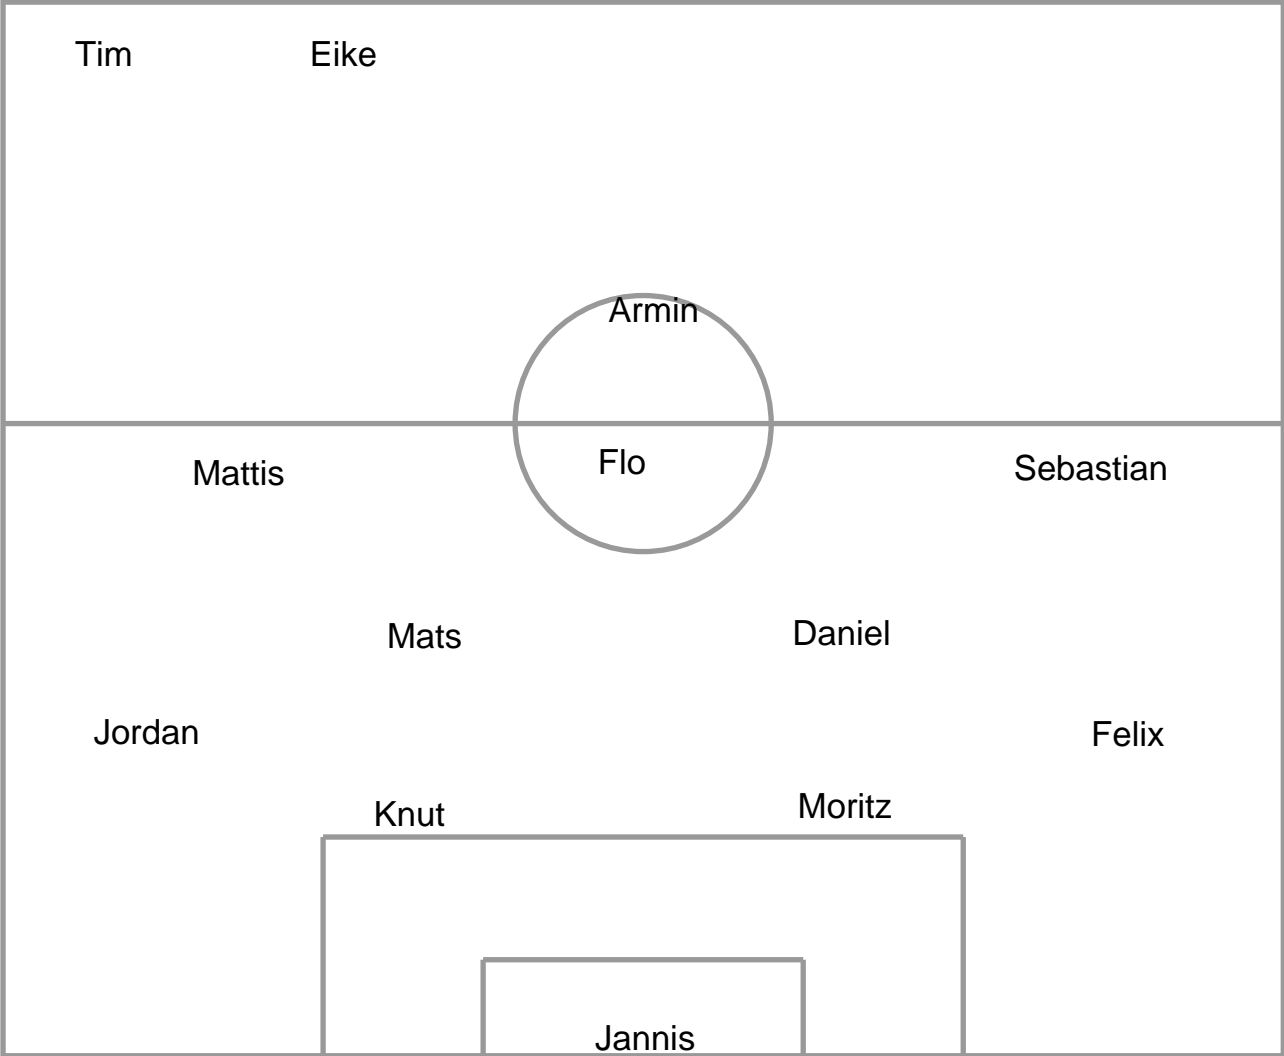 Tim Eike
Armin
Mattis Flo Sebastian
Mats Daniel
Jordan Felix
Knut Moritz
Jannis